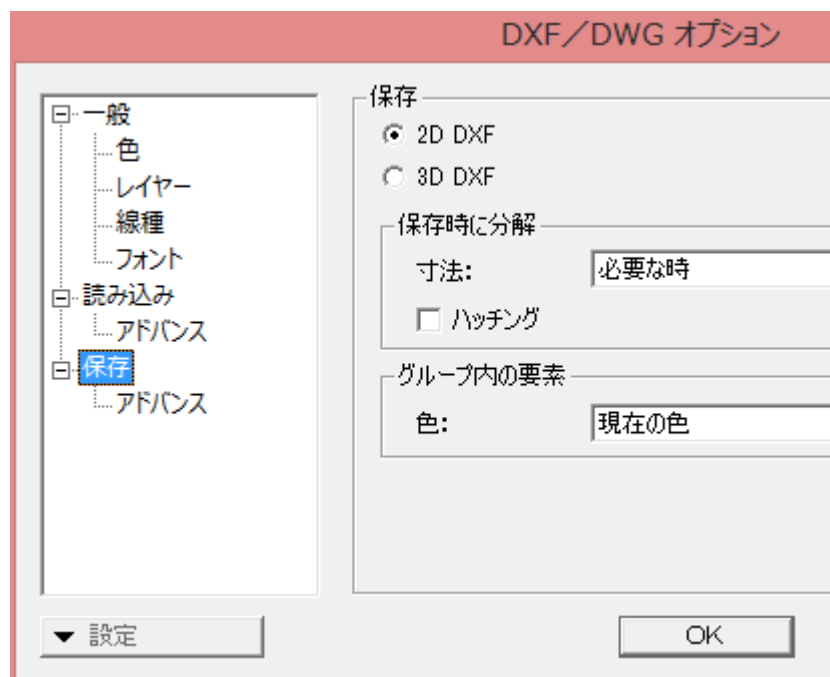 DXF／DWG オプション
一般
色
レイヤー
線種
フォント
読み込み
アドバンス
保存
アドバンス
保存
2D DXF
3D DXF
保存時に分解
寸法:
必要な時
ハッチング
グループ内の要素
色:
現在の色
設定
OK